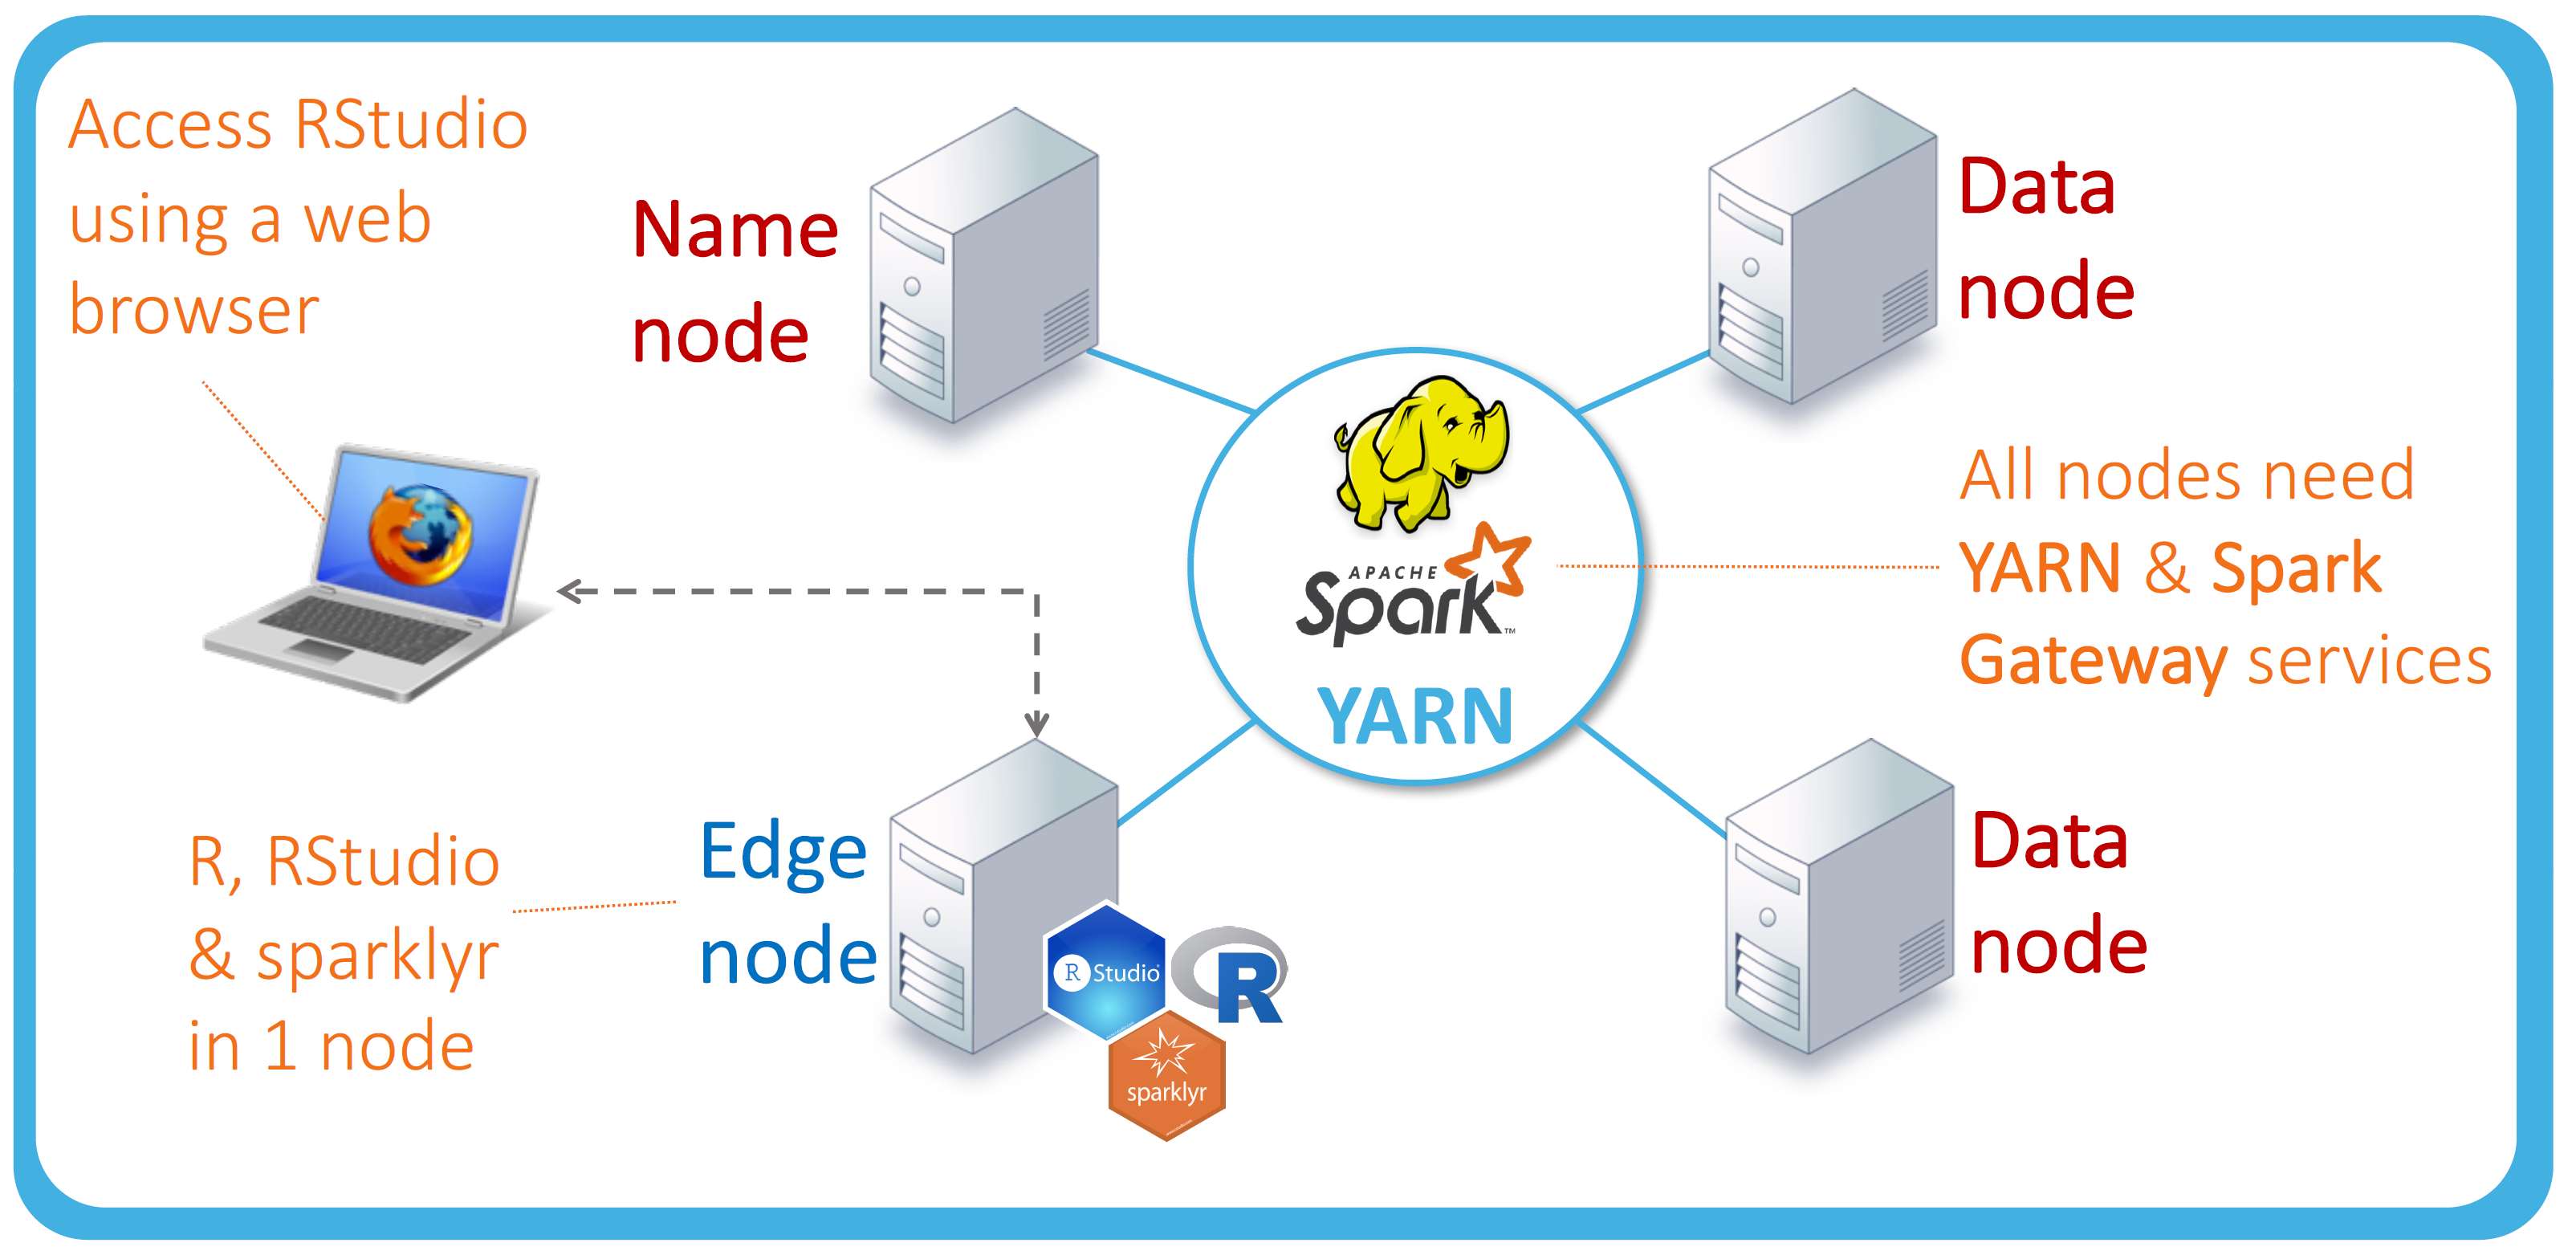 Access RStudio
using a web
browser
Name
node
Data
node
All nodes need
YARN & Spark
Gateway services
APACHE
Spark™
YARN
R, RStudio
& sparklyr
in 1 node
Edge
node
R Studio
R
sparklyr
Data
node